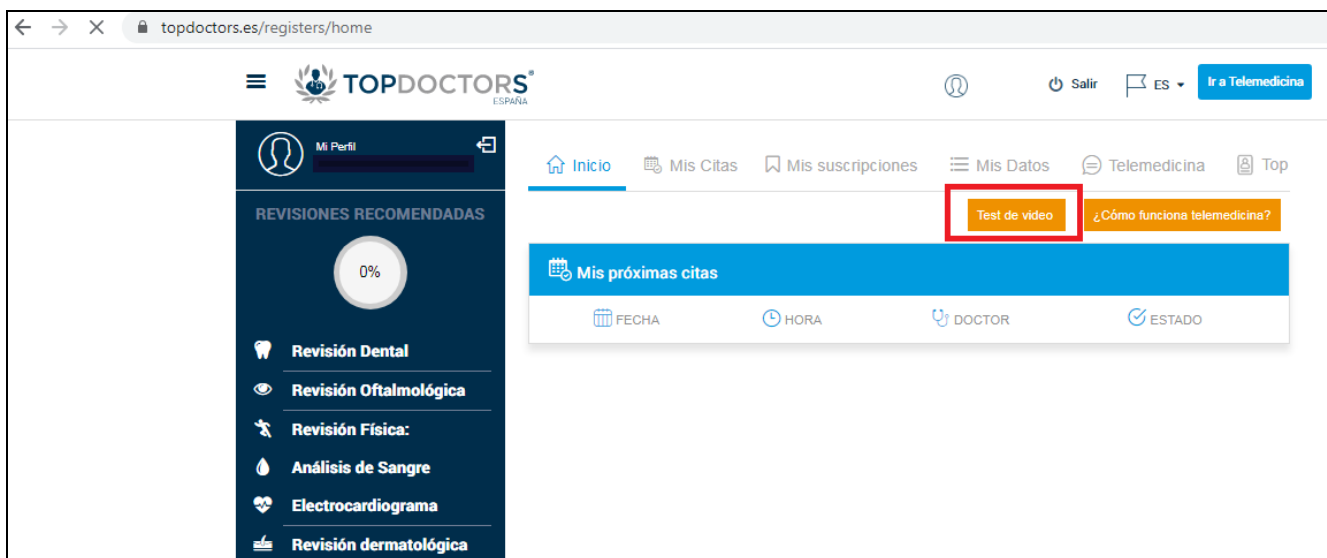 topdoctors.es/registers/home
TOPDOCTORS®
ESPAÑA
Salir
ES
Ir a Telemedicina
Mi Perfil
Inicio
Mis Citas
Mis suscripciones
Mis Datos
Telemedicina
Top
REVISIONES RECOMENDADAS
Test de video
¿Cómo funciona telemedicina?
0%
Mis próximas citas
FECHA
HORA
DOCTOR
ESTADO
Revisión Dental
Revisión Oftalmológica
Revisión Física:
Análisis de Sangre
Electrocardiograma
Revisión dermatológica